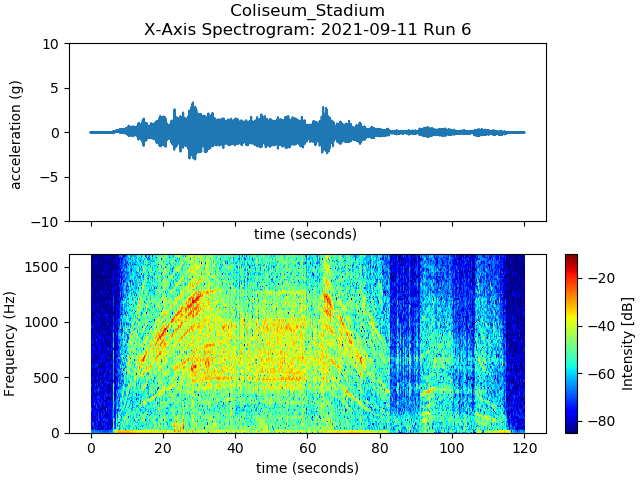 Coliseum_Stadium
X-Axis Spectrogram: 2021-09-11 Run 6
10
5
0
−5
−10
acceleration (g)
time (seconds)
1500
1000
500
0
Frequency (Hz)
0 20 40 60 80 100 120
time (seconds)
−20
−40
−60
−80
Intensity [dB]